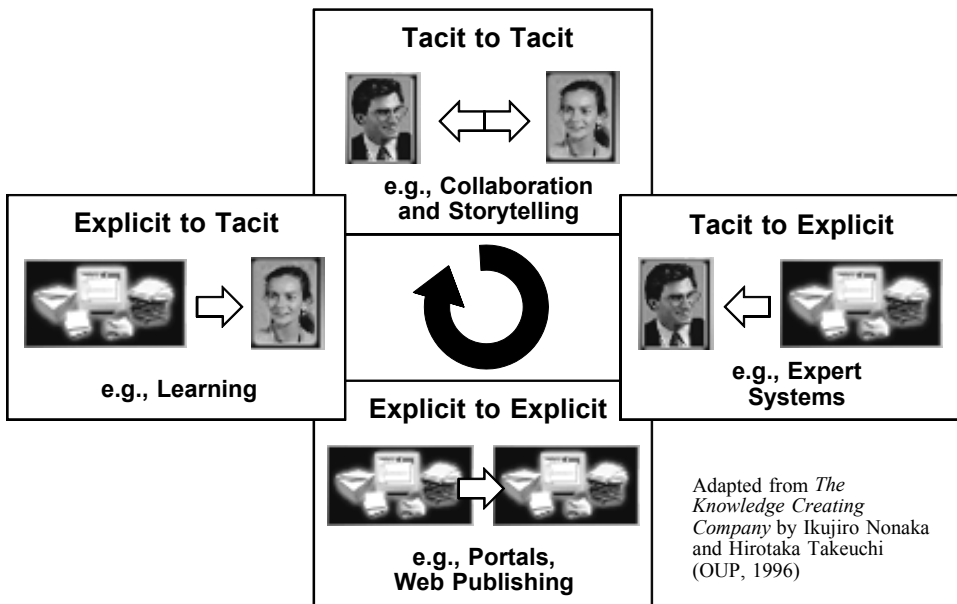 Tacit to Tacit
e.g., Collaboration
and Storytelling
Explicit to Tacit
e.g., Learning
Tacit to Explicit
e.g., Expert
Systems
Explicit to Explicit
e.g., Portals,
Web Publishing
Adapted from The
Knowledge Creating
Company by Ikujiro Nonaka
and Hirotaka Takeuchi
(OUP, 1996)